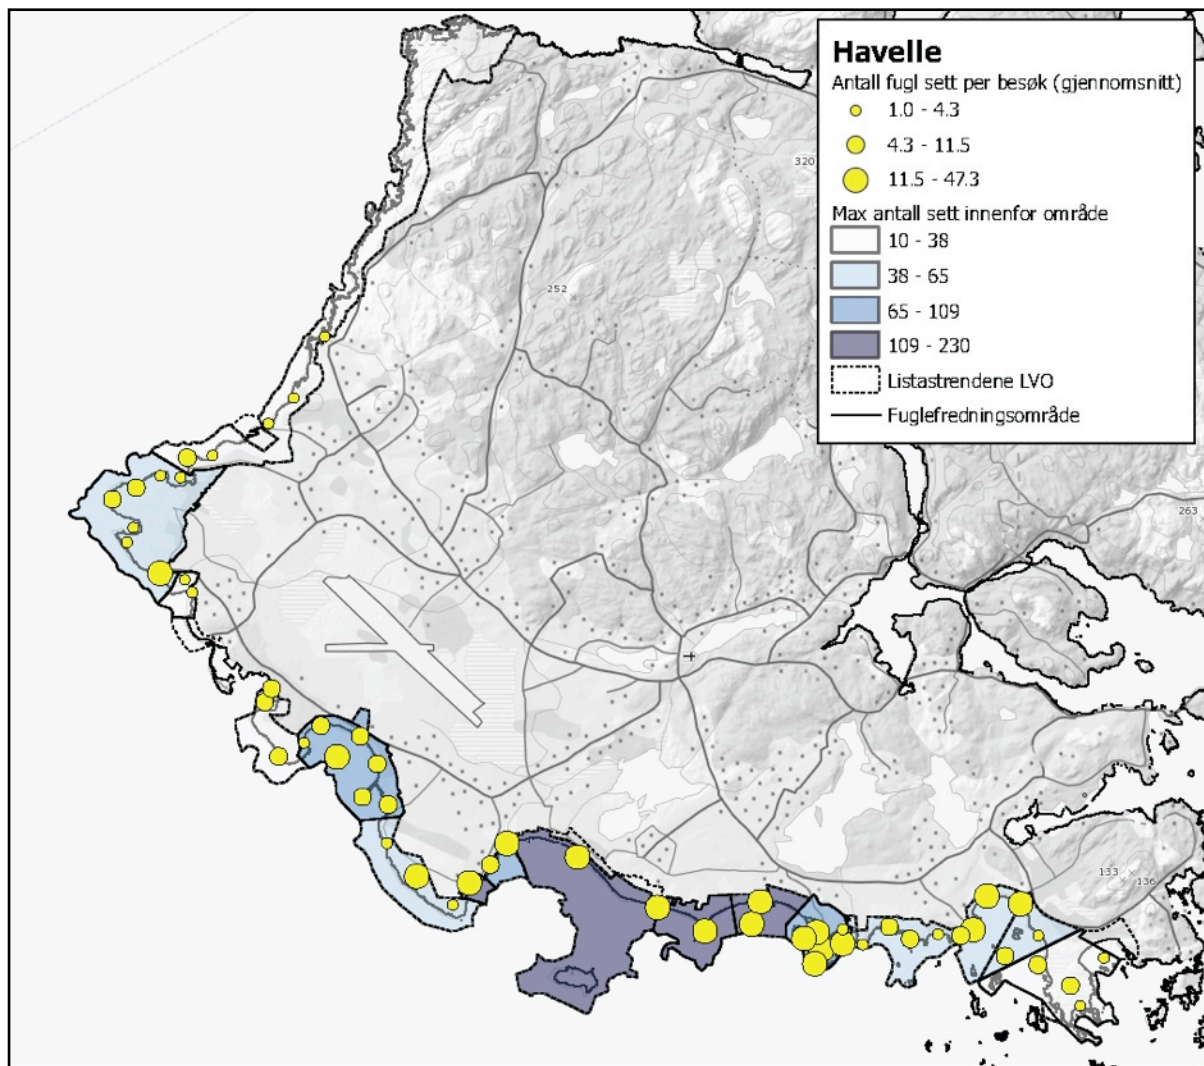 Havelle
Antall fugl sett per besøk (gjennomsnitt)
1.0 - 4.3
4.3 - 11.5
11.5 - 47.3
Max antall sett innenfor område
10 - 38
38 - 65
65 - 109
109 - 230
Listastrendene LVO
Fuglefredningsområde
320
252
263
133
136